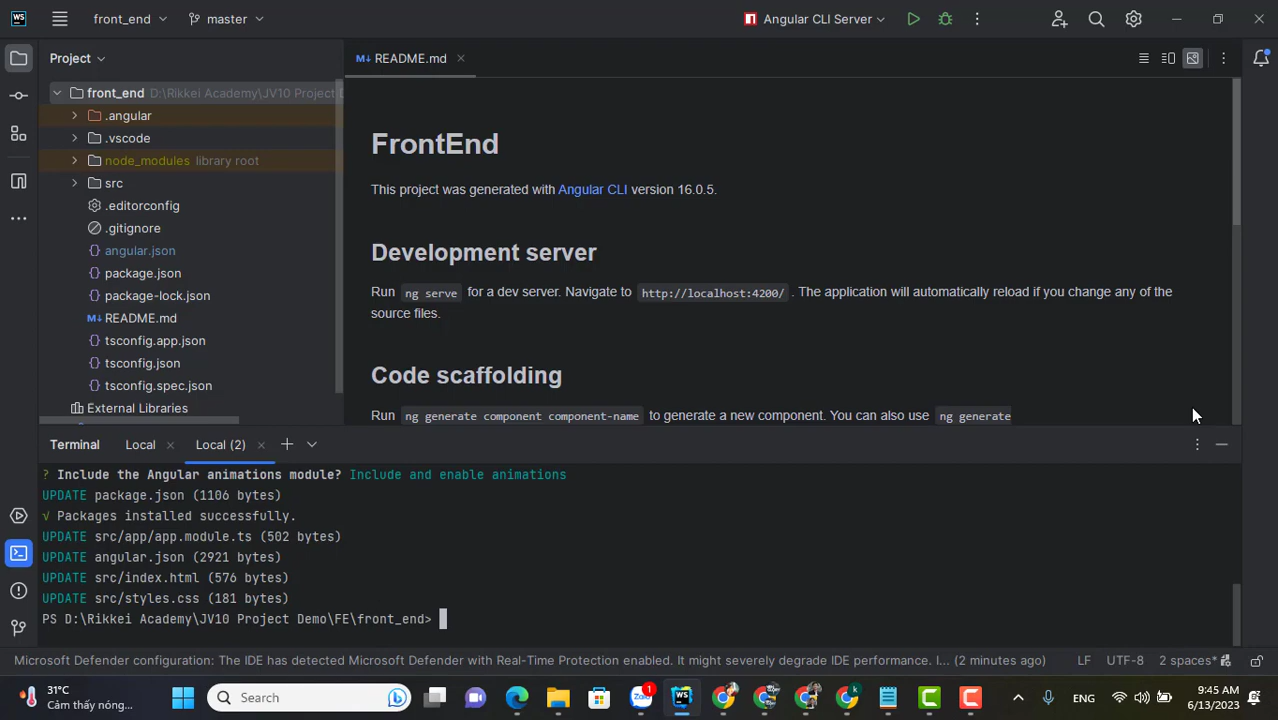 WS front_end master Angular CLI Server
Project
README.md
front_end D:\Rikkei Academy\JV10 Project D
.angular
.vscode
node_modules library root
src
.editorconfig
.gitignore
angular.json
package.json
package-lock.json
README.md
tsconfig.app.json
tsconfig.json
tsconfig.spec.json
External Libraries
FrontEnd
This project was generated with Angular CLI version 16.0.5.
Development server
Run ng serve for a dev server. Navigate to http://localhost:4200/ . The application will automatically reload if you change any of the
source files.
Code scaffolding
Run ng generate component component-name to generate a new component. You can also use ng generate
Terminal Local Local (2)
? Include the Angular animations module? Include and enable animations
UPDATE package.json (1106 bytes)
√ Packages installed successfully.
UPDATE src/app/app.module.ts (502 bytes)
UPDATE angular.json (2921 bytes)
UPDATE src/index.html (576 bytes)
UPDATE src/styles.css (181 bytes)
PS D:\Rikkei Academy\JV10 Project Demo\FE\front_end>
Microsoft Defender configuration: The IDE has detected Microsoft Defender with Real-Time Protection enabled. It might severely degrade IDE performance. I... (2 minutes ago) LF UTF-8 2 spaces*
31°C
Cảm thấy nóng...
Search
ENG
9:45 AM
6/13/2023